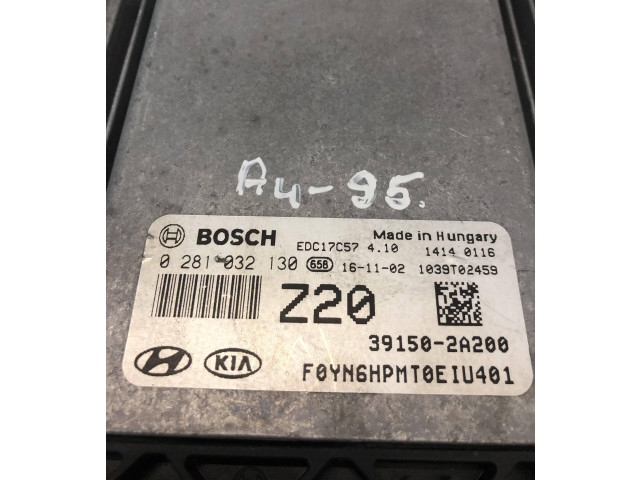 A4-95.
BOSCH EDC17C57 4.10 Made in Hungary
1414 0116
0 281 032 130 658 16-11-02 1039T02459
Z20
39150-2A200
KIA F0YN6HPMT0EIU401